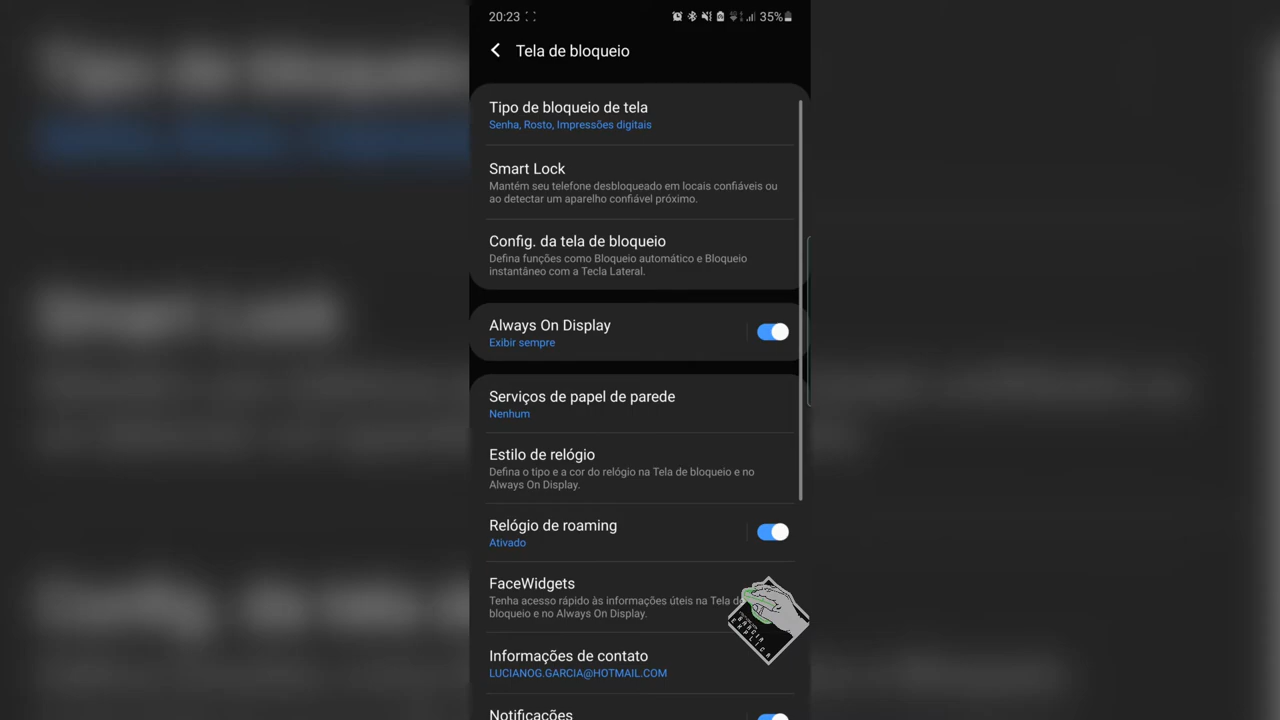 20:23
35%
Tela de bloqueio
Tipo de bloqueio de tela
Senha, Rosto, Impressões digitais
Smart Lock
Mantém seu telefone desbloqueado em locais confiáveis ou
ao detectar um aparelho confiável próximo.
Config. da tela de bloqueio
Defina funções como Bloqueio automático e Bloqueio
instantâneo com a Tecla Lateral.
Always On Display
Exibir sempre
Serviços de papel de parede
Nenhum
Estilo de relógio
Defina o tipo e a cor do relógio na Tela de bloqueio e no
Always On Display.
Relógio de roaming
Ativado
FaceWidgets
Tenha acesso rápido às informações úteis na Tela de
bloqueio e no Always On Display.
GARCIA
EXPLICA
Informações de contato
LUCIANOG.GARCIA@HOTMAIL.COM
Notificações